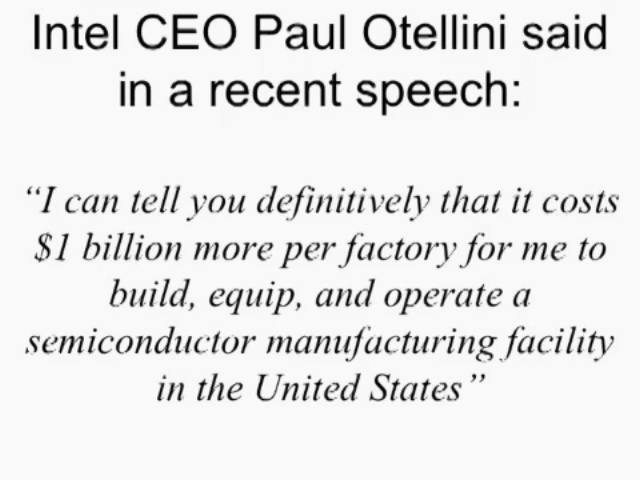 Intel CEO Paul Otellini said
in a recent speech:
“I can tell you definitively that it costs
$1 billion more per factory for me to
build, equip, and operate a
semiconductor manufacturing facility
in the United States”